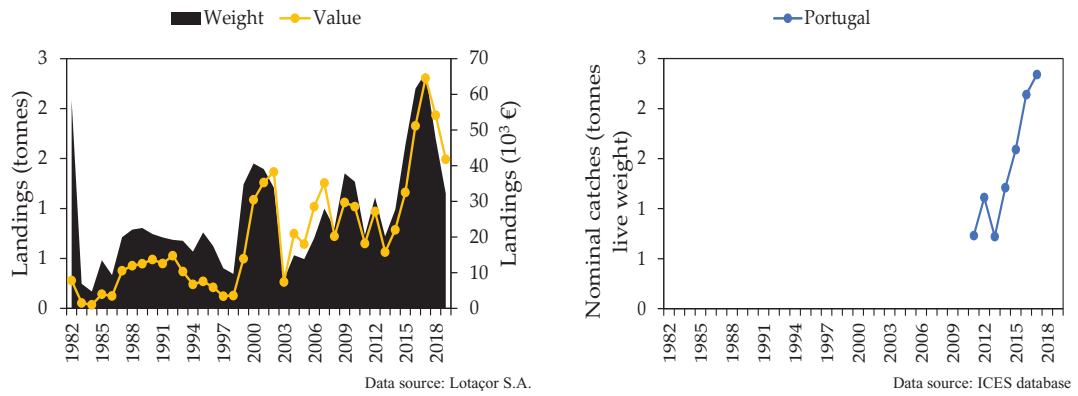 Weight Value
Landings (tonnes)
3
2
2
1
1
0
70
60
50
40
30
20
10
0
Landings (10³ €)
1982 1985 1988 1991 1994 1997 2000 2003 2006 2009 2012 2015 2018
Data source: Lotaçor S.A.
Portugal
Nominal catches (tonnes
live weight)
3
2
2
1
1
0
1982 1985 1988 1991 1994 1997 2000 2003 2006 2009 2012 2015 2018
Data source: ICES database